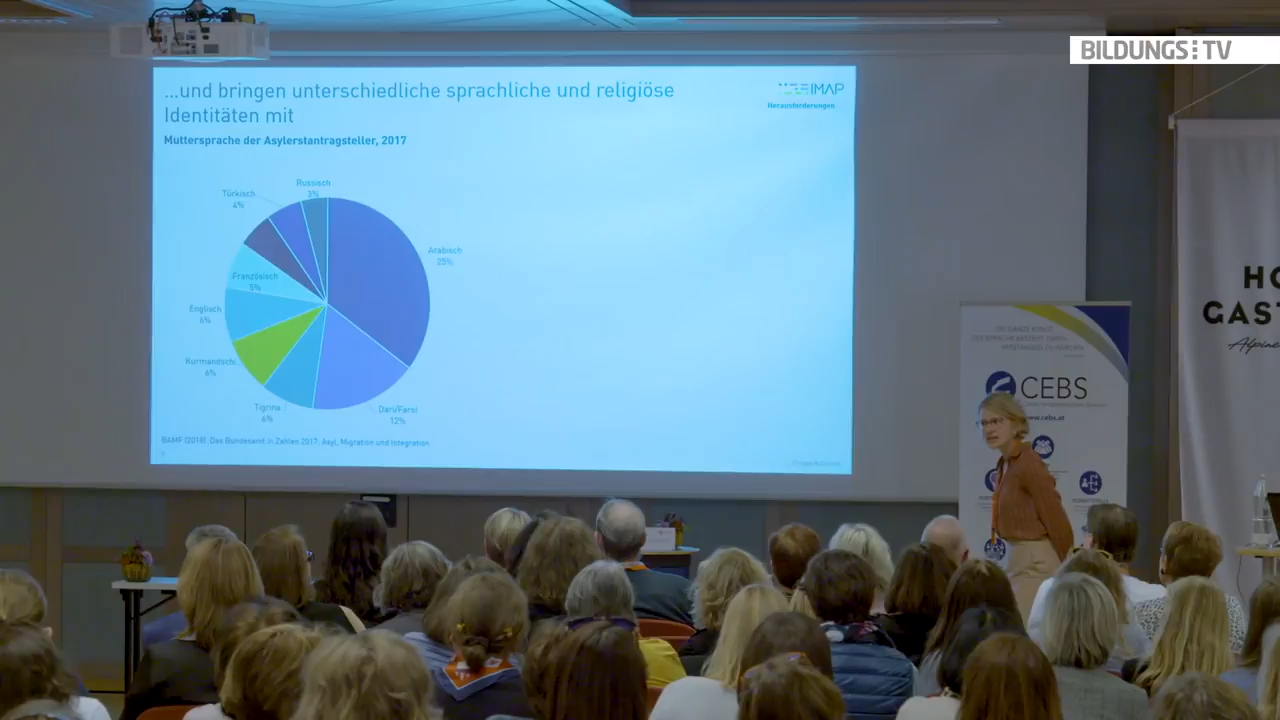 BILDUNGS TV
...und bringen unterschiedliche sprachliche und religiöse
Identitäten mit
IMAP
Herausforderungen
Muttersprache der Asylerstantragsteller, 2017
Russisch
3%
Türkisch
4%
Arabisch
25%
Französisch
5%
Englisch
6%
Kurmandschi
6%
Tigrina
6%
Dari/Farsi
12%
BAMF (2018): Das Bundesamt in Zahlen 2017: Asyl, Migration und Integration
CEBS
www.cebs.at
HO
GAST
Alpine